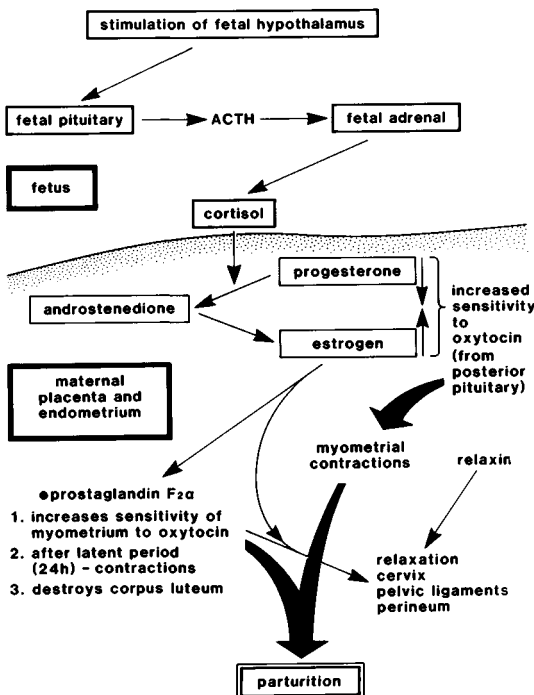 stimulation of fetal hypothalamus
fetal pituitary
ACTH
fetal adrenal
fetus
cortisol
progesterone
androstenedione
estrogen
increased
sensitivity
to
oxytocin
(from
posterior
pituitary)
maternal
placenta and
endometrium
myometrial
contractions
relaxin
●prostaglandin F2α
1. increases sensitivity of
myometrium to oxytocin
2. after latent period
(24h) - contractions
3. destroys corpus luteum
relaxation
cervix
pelvic ligaments
perineum
parturition